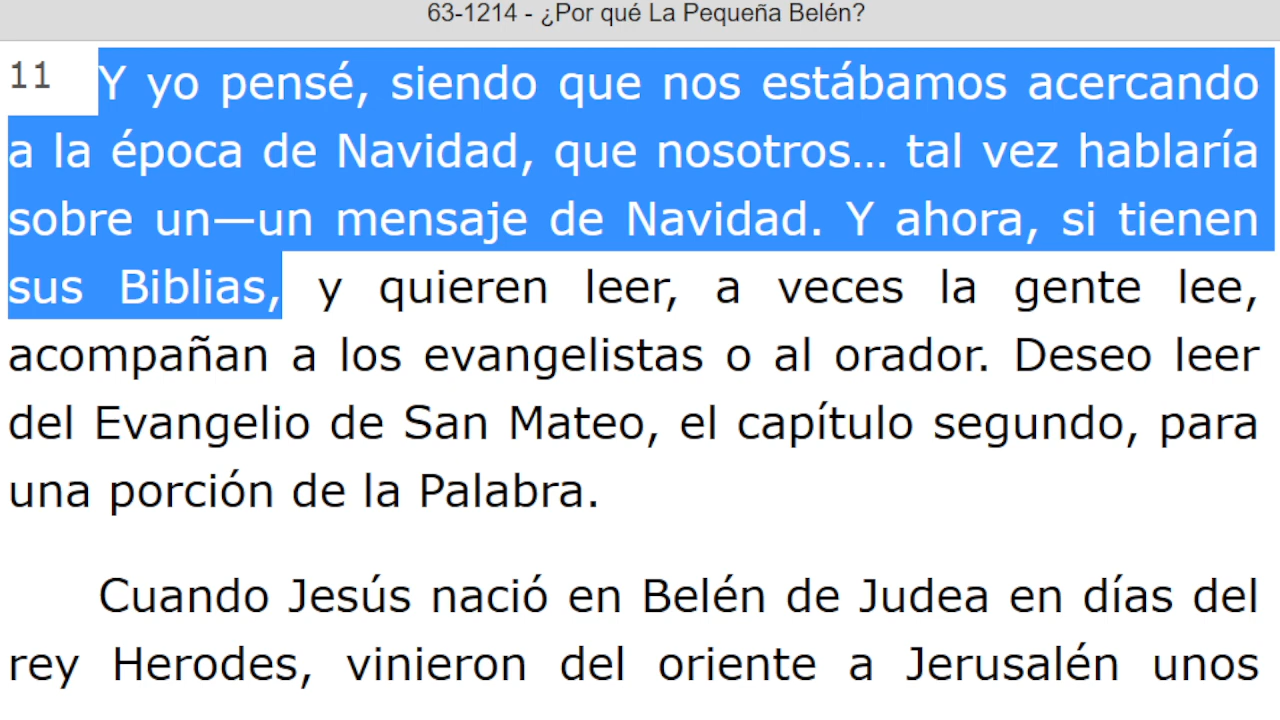 63-1214 - ¿Por qué La Pequeña Belén?
11 Y yo pensé, siendo que nos estábamos acercando
a la época de Navidad, que nosotros... tal vez hablaría
sobre un—un mensaje de Navidad. Y ahora, si tienen
sus Biblias, y quieren leer, a veces la gente lee,
acompañan a los evangelistas o al orador. Deseo leer
del Evangelio de San Mateo, el capítulo segundo, para
una porción de la Palabra.
Cuando Jesús nació en Belén de Judea en días del
rey Herodes, vinieron del oriente a Jerusalén unos